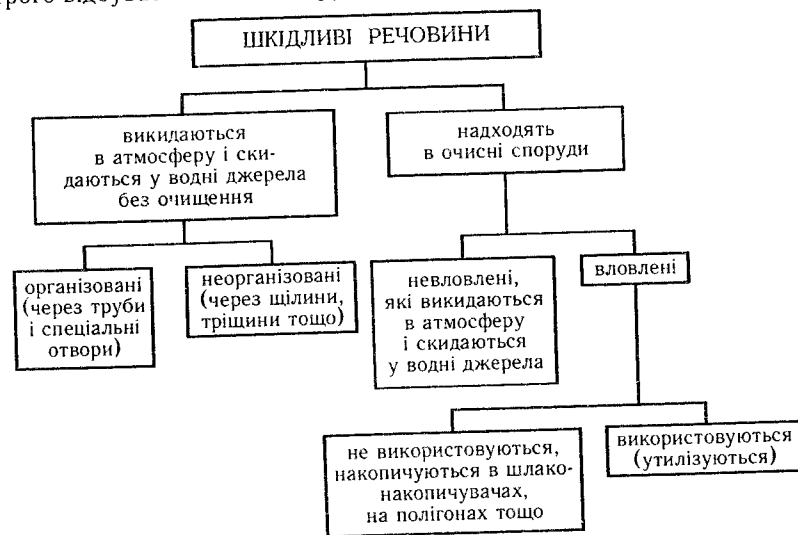 ШКІДЛИВІ РЕЧОВИНИ
викидаються
в атмосферу і ски-
даються у водні джерела
без очищення
надходять
в очисні споруди
організовані
(через труби
і спеціальні
отвори)
неорганізовані
(через щілини,
тріщини тощо)
невловлені,
які викидаються
в атмосферу
і скидаються
у водні джерела
вловлені
не використовуються,
накопичуються в шлако-
накопичувачах,
на полігонах тощо
використовуються
(утилізуються)